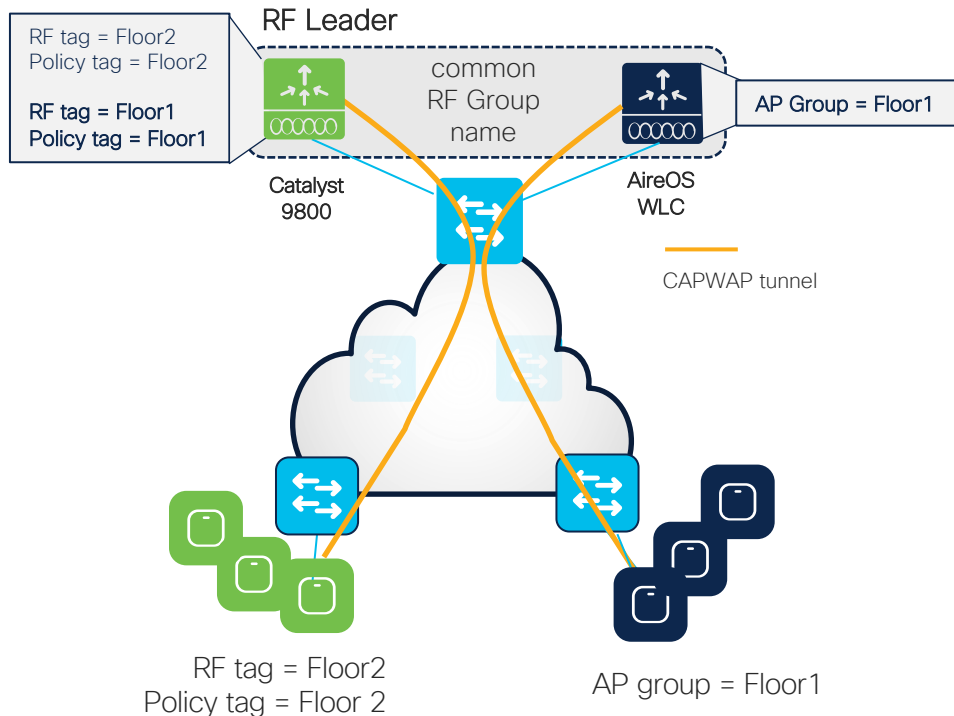 RF Leader
RF tag = Floor2
Policy tag = Floor2
RF tag = Floor1
Policy tag = Floor1
common
RF Group
name
AP Group = Floor1
Catalyst
9800
AireOS
WLC
CAPWAP tunnel
RF tag = Floor2
Policy tag = Floor 2
AP group = Floor1